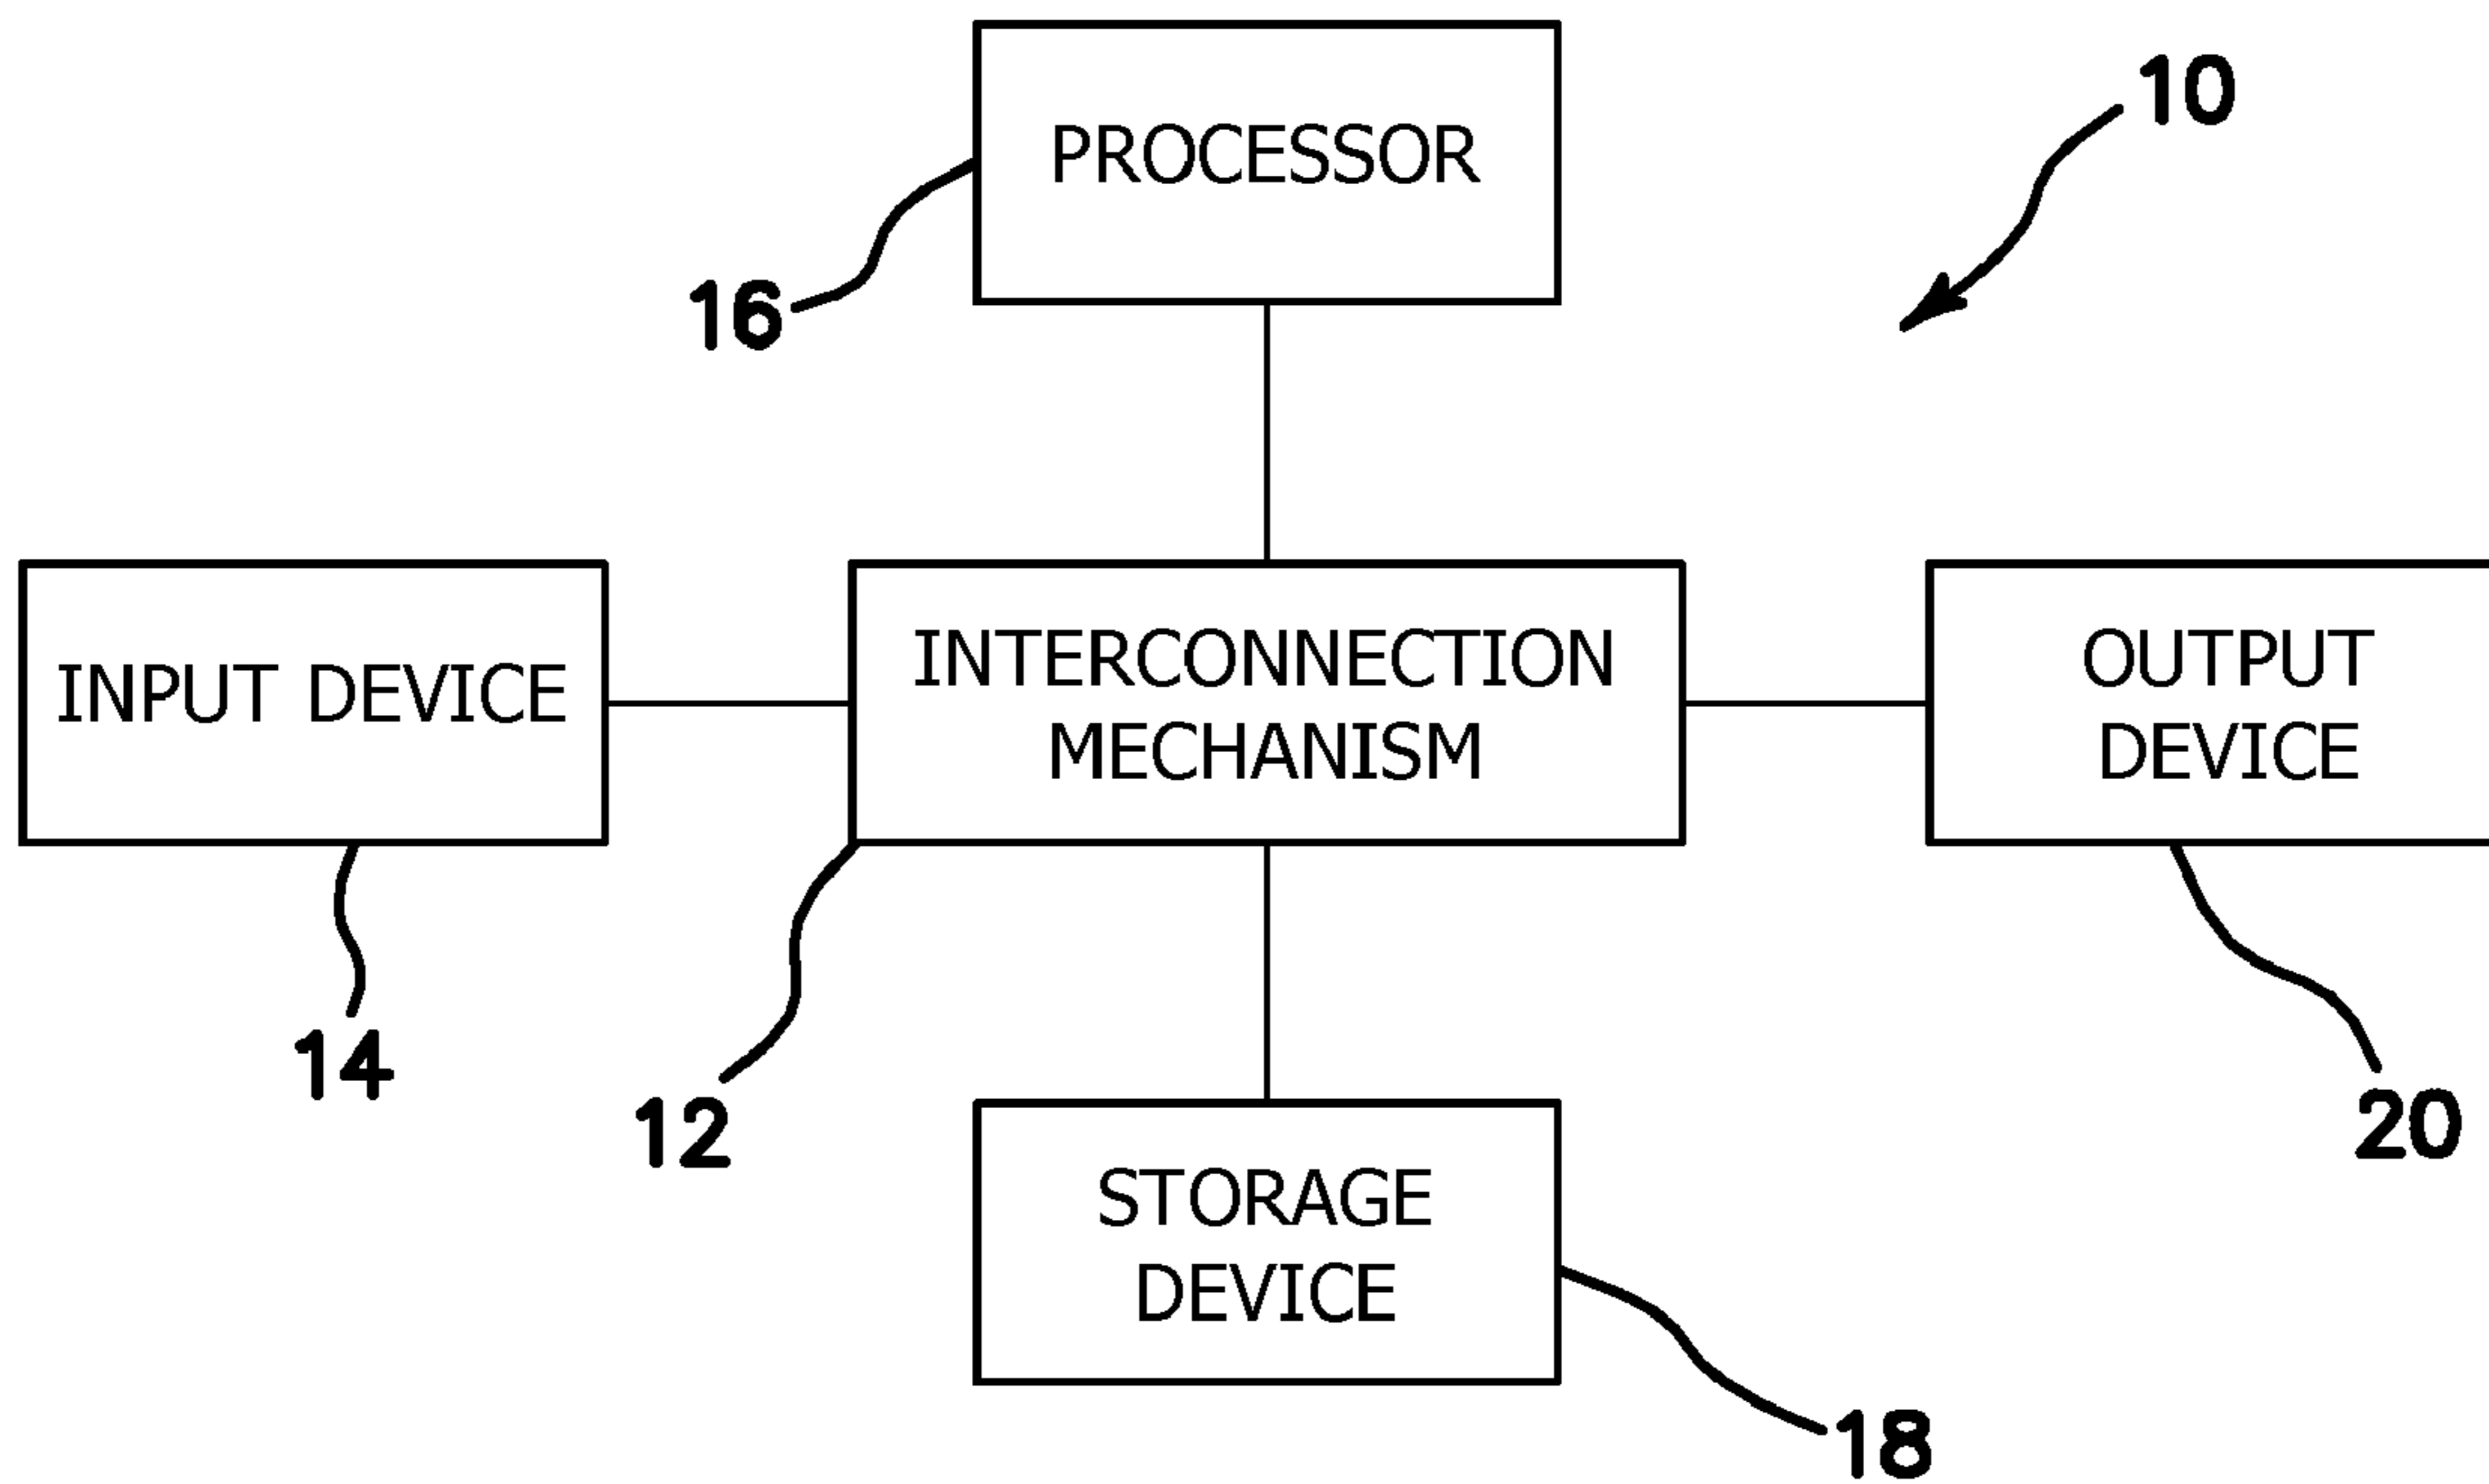 PROCESSOR
10
16
INPUT DEVICE
INTERCONNECTION
MECHANISM
OUTPUT
DEVICE
14
12
20
STORAGE
DEVICE
18